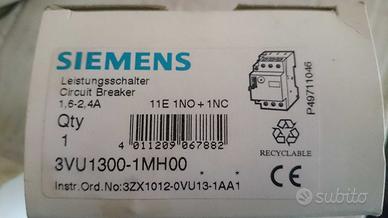 SIEMENS
Leistungsschalter
Circuit Breaker
1,6-2,4A 11E 1NO+1NC
Qty
1
4 011209 067882
3VU1300-1MH00
Instr.Ord.No:3ZX1012-0VU13-1AA1
P49711046
RECYCLABLE
subito